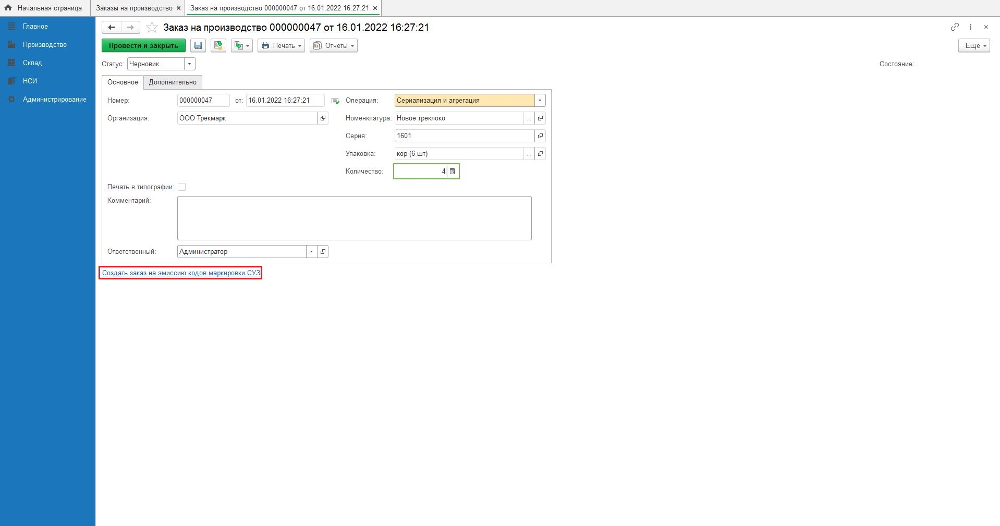 Начальная страница
Заказы на производство ×
Заказ на производство 000000047 от 16.01.2022 16:27:21 ×
Главное
Производство
Склад
НСИ
Администрирование
Заказ на производство 000000047 от 16.01.2022 16:27:21
Провести и закрыть
Печать
Отчеты
Еще
Статус: Черновик
Состояние:
Основное
Дополнительно
Номер: 000000047 от: 16.01.2022 16:27:21
Операция: Сериализация и агрегация
Организация: ООО Трекмарк
Номенклатура: Новое треклоко ...
Серия: 1601
Упаковка: кор (6 шт) ...
Количество: 4
Печать в типографии:
Комментарий:
Ответственный: Администратор
Создать заказ на эмиссию кодов маркировки СУЗ